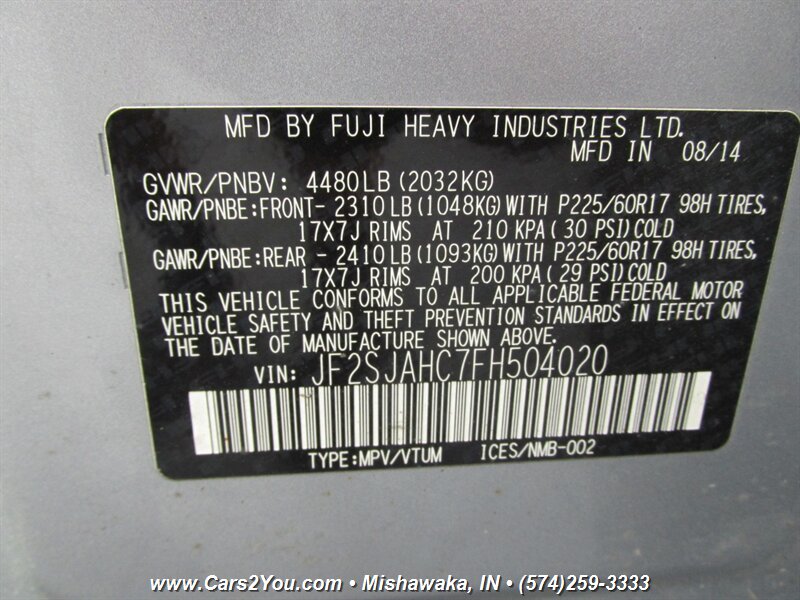 MFD BY FUJI HEAVY INDUSTRIES LTD.
MFD IN 08/14
GVWR/PNBV: 4480LB (2032KG)
GAWR/PNBE:FRONT- 2310 LB (1048KG) WITH P225/60R17 98H TIRES,
17X7J RIMS AT 210 KPA ( 30 PSI) COLD
GAWR/PNBE:REAR - 2410 LB (1093KG) WITH P225/60R17 98H TIRES,
17X7J RIMS AT 200 KPA ( 29 PSI) COLD
THIS VEHICLE CONFORMS TO ALL APPLICABLE FEDERAL MOTOR
VEHICLE SAFETY AND THEFT PREVENTION STANDARDS IN EFFECT ON
THE DATE OF MANUFACTURE SHOWN ABOVE.
VIN: JF2SJAHC7FH504020
TYPE:MPV/VTUM ICES/NMB-002
www.Cars2You.com • Mishawaka, IN • (574)259-3333